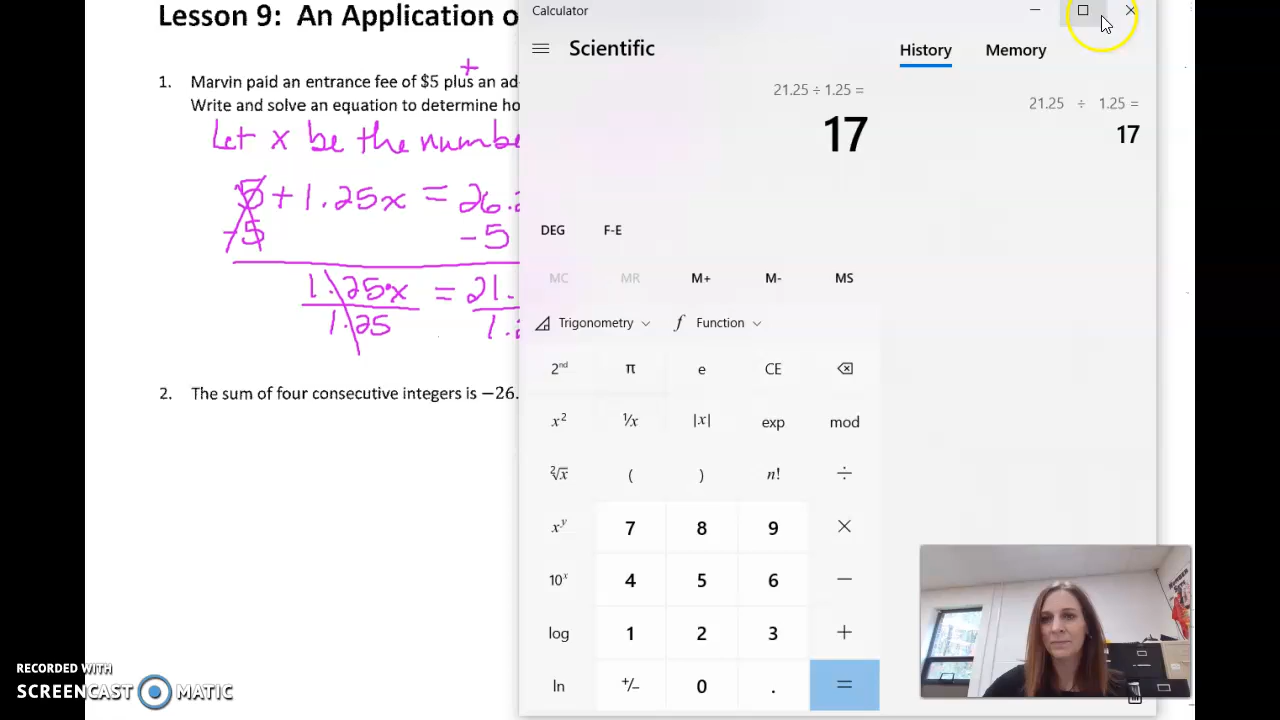 Lesson 9: An Application o
Calculator
Scientific
History Memory
21.25 ÷ 1.25 =
17
21.25 ÷ 1.25 =
17
+
1. Marvin paid an entrance fee of $5 plus an ad
Write and solve an equation to determine ho
Let x be the numbe
5 + 1.25x = 26.2
-5 -5
1.25·x = 21.
1.25 1.2
2. The sum of four consecutive integers is −26.
DEG F-E
MC MR M+ M- MS
Trigonometry f Function
2nd π e CE
x² ¹/x |x| exp mod
²√x ( ) n! ÷
xʸ 7 8 9 ×
10ˣ 4 5 6 −
log 1 2 3 +
ln +/− 0 . =
RECORDED WITH
SCREENCAST MATIC